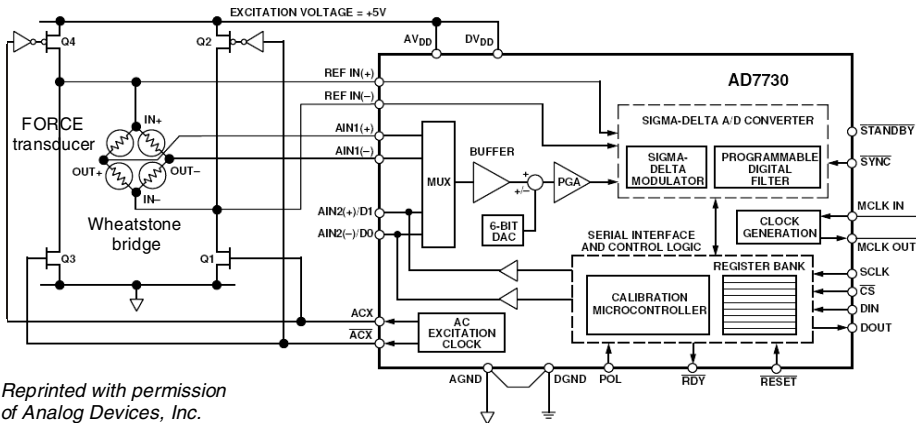 EXCITATION VOLTAGE = +5V
Q4
Q2
AVDD
DVDD
AD7730
REF IN(+)
REF IN(–)
FORCE
transducer
IN+
OUT+
OUT–
IN–
Wheatstone
bridge
AIN1(+)
AIN1(–)
AIN2(+)/D1
AIN2(–)/D0
MUX
BUFFER
+
+/–
6-BIT
DAC
PGA
SIGMA-DELTA A/D CONVERTER
SIGMA-
DELTA
MODULATOR
PROGRAMMABLE
DIGITAL
FILTER
STANDBY
SYNC
MCLK IN
CLOCK
GENERATION
MCLK OUT
SERIAL INTERFACE
AND CONTROL LOGIC
REGISTER BANK
CALIBRATION
MICROCONTROLLER
SCLK
CS
DIN
DOUT
Q3
Q1
ACX
ACX
AC
EXCITATION
CLOCK
AGND
DGND
POL
RDY
RESET
Reprinted with permission
of Analog Devices, Inc.